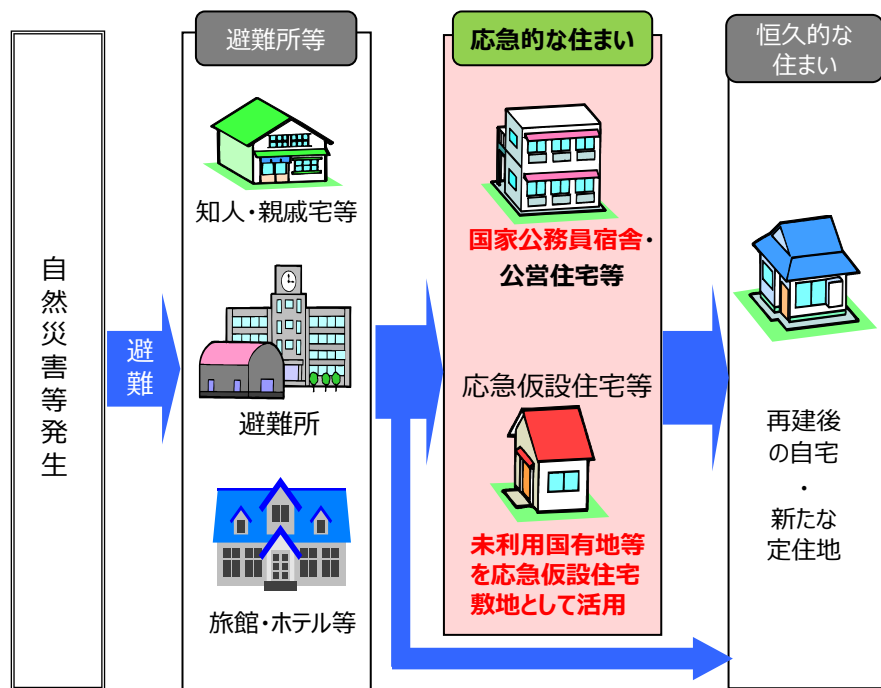 自然災害等発生
避難
避難所等
知人・親戚宅等
避難所
旅館・ホテル等
応急的な住まい
国家公務員宿舎・
公営住宅等
応急仮設住宅等
未利用国有地等
を応急仮設住宅
敷地として活用
恒久的な
住まい
再建後
の自宅
・
新たな
定住地